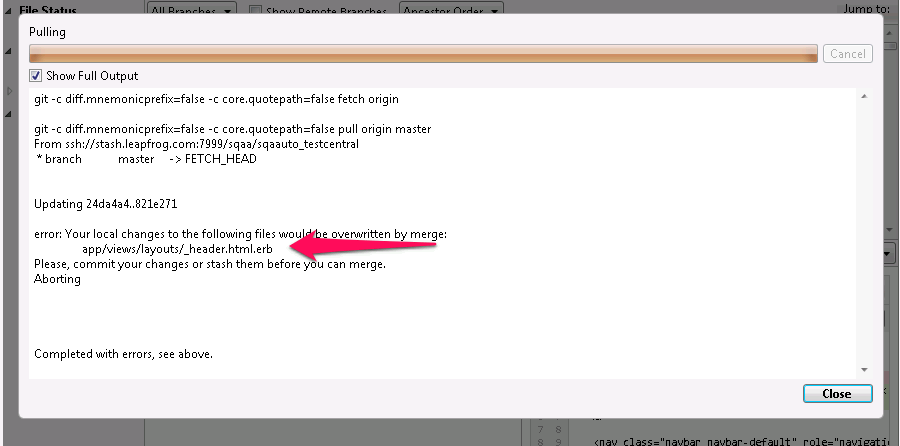 File Status
All Branches
Show Remote Branches
Ancestor Order
Jump to:
Pulling
Cancel
Show Full Output
git -c diff.mnemonicprefix=false -c core.quotepath=false fetch origin
git -c diff.mnemonicprefix=false -c core.quotepath=false pull origin master
From ssh://stash.leapfrog.com:7999/sqaa/sqaauto_testcentral
* branch master -> FETCH_HEAD
Updating 24da4a4..821e271
error: Your local changes to the following files would be overwritten by merge:
app/views/layouts/_header.html.erb
Please, commit your changes or stash them before you can merge.
Aborting
Completed with errors, see above.
Close
7 8
8 9 <nav class="navbar navbar-default" role="navigatio